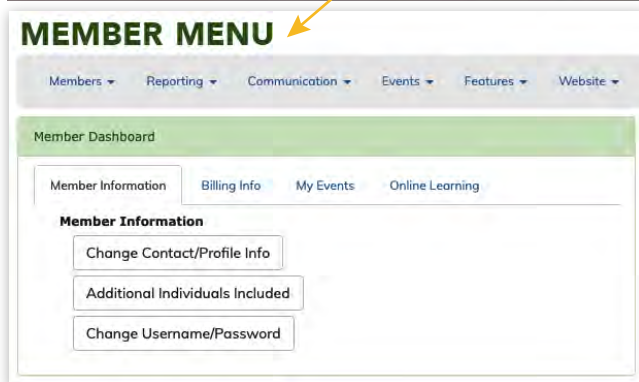 MEMBER MENU
Members Reporting Communication Events Features Website
Member Dashboard
Member Information Billing Info My Events Online Learning
Member Information
Change Contact/Profile Info
Additional Individuals Included
Change Username/Password